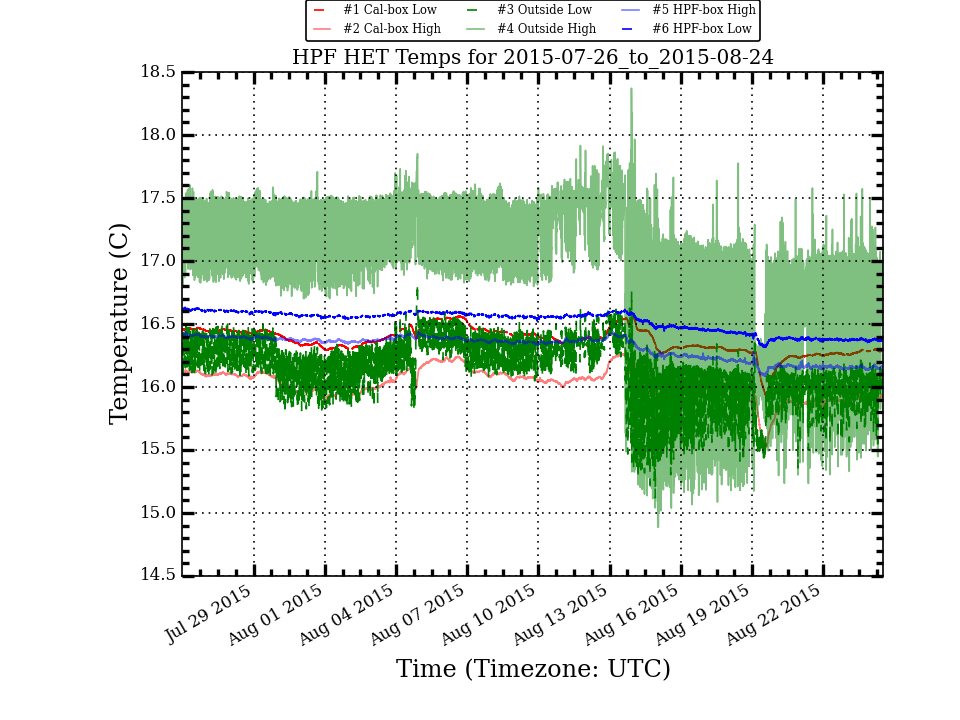 #1 Cal-box Low #3 Outside Low #5 HPF-box High
#2 Cal-box High #4 Outside High #6 HPF-box Low
HPF HET Temps for 2015-07-26_to_2015-08-24
18.5
18.0
17.5
17.0
16.5
16.0
15.5
15.0
14.5
Temperature (C)
Jul 29 2015
Aug 01 2015
Aug 04 2015
Aug 07 2015
Aug 10 2015
Aug 13 2015
Aug 16 2015
Aug 19 2015
Aug 22 2015
Time (Timezone: UTC)